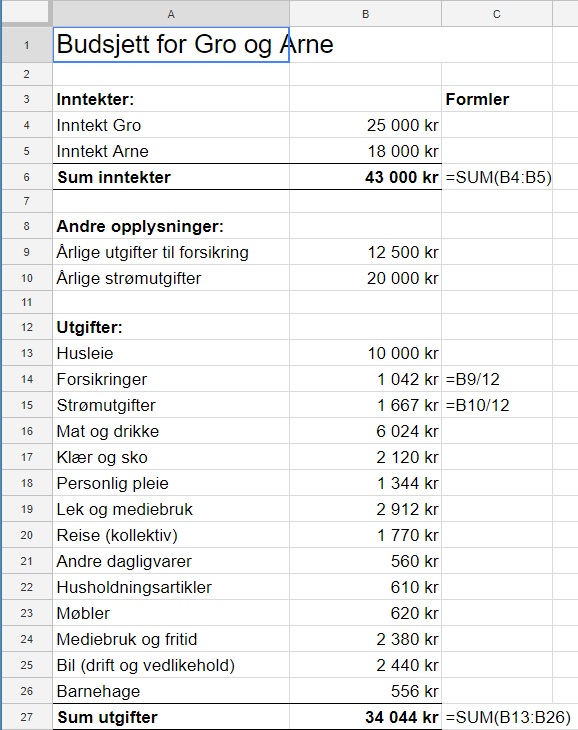 A B C
1 Budsjett for Gro og Arne
2
3 Inntekter: Formler
4 Inntekt Gro 25 000 kr
5 Inntekt Arne 18 000 kr
6 Sum inntekter 43 000 kr =SUM(B4:B5)
7
8 Andre opplysninger:
9 Årlige utgifter til forsikring 12 500 kr
10 Årlige strømutgifter 20 000 kr
11
12 Utgifter:
13 Husleie 10 000 kr
14 Forsikringer 1 042 kr =B9/12
15 Strømutgifter 1 667 kr =B10/12
16 Mat og drikke 6 024 kr
17 Klær og sko 2 120 kr
18 Personlig pleie 1 344 kr
19 Lek og mediebruk 2 912 kr
20 Reise (kollektiv) 1 770 kr
21 Andre dagligvarer 560 kr
22 Husholdningsartikler 610 kr
23 Møbler 620 kr
24 Mediebruk og fritid 2 380 kr
25 Bil (drift og vedlikehold) 2 440 kr
26 Barnehage 556 kr
27 Sum utgifter 34 044 kr =SUM(B13:B26)